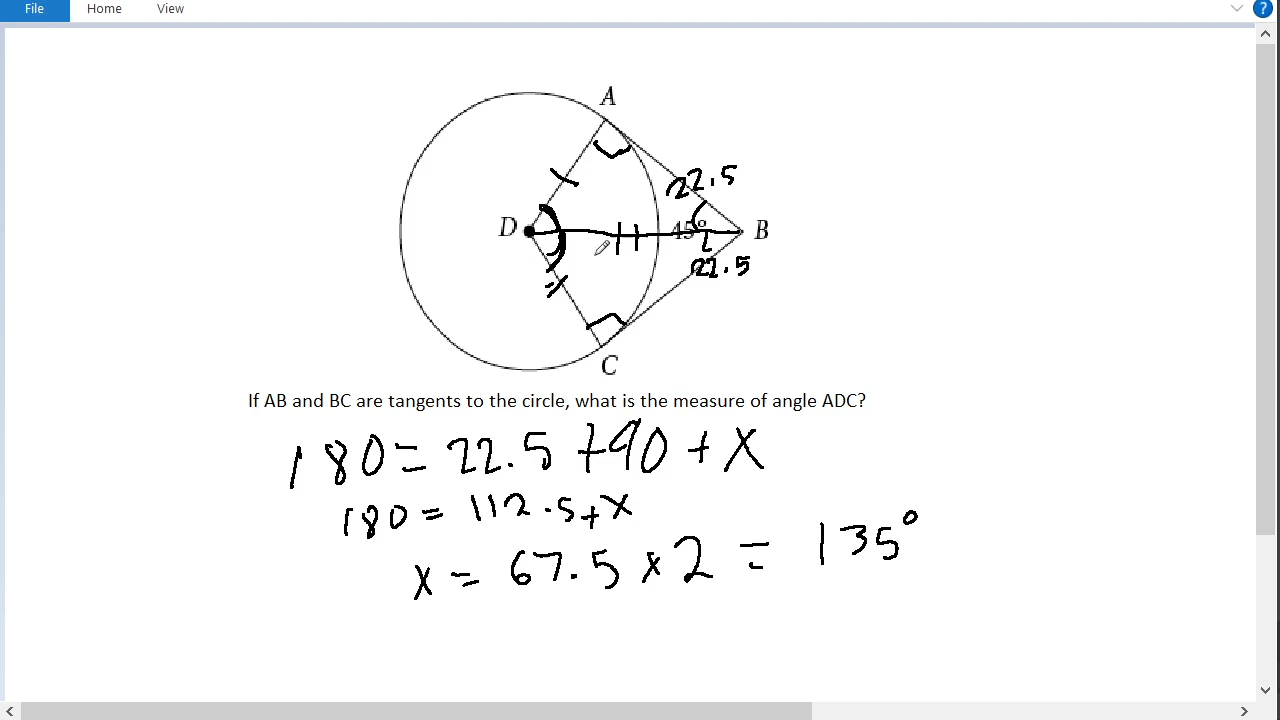 File Home View
A
22.5
D
45°
B
22.5
C
If AB and BC are tangents to the circle, what is the measure of angle ADC?
180 = 22.5 + 90 + X
180 = 112.5 + X
x = 67.5 x 2 = 135°